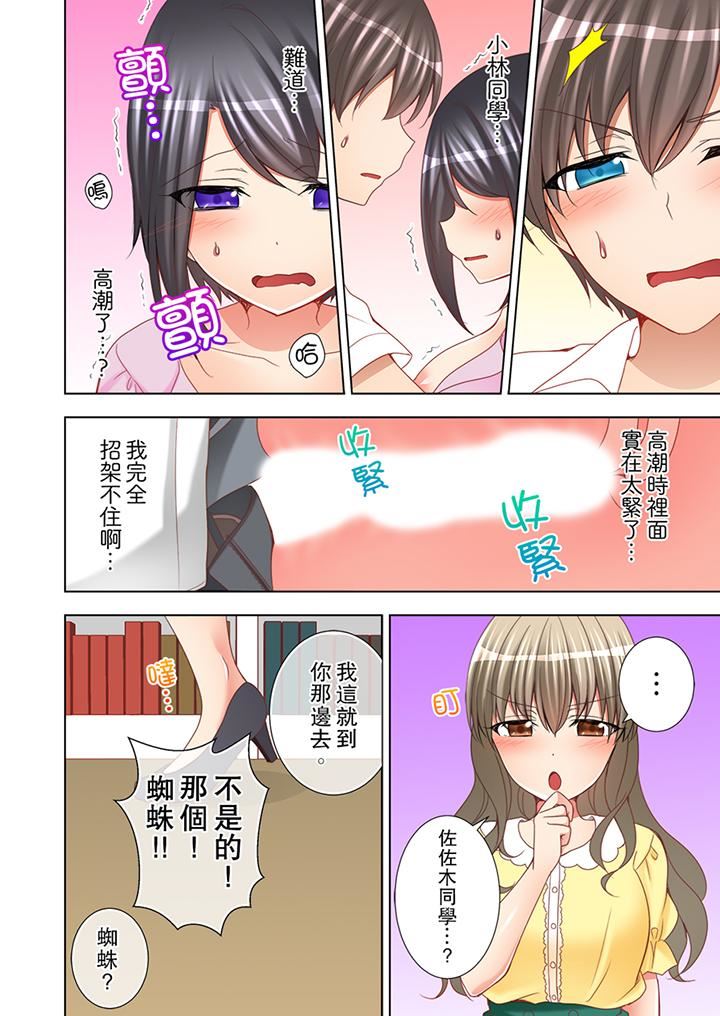 小林同學…
難道…
顫…
嗚
高潮了…？
顫
哈
高潮時裡面
實在太緊了…
收緊
收緊
我完全
招架不住啊…
…
盯
佐佐木同學…？
我這就到
你那邊去。
噠…
不是的！
那個！
蜘蛛!!
蜘蛛？